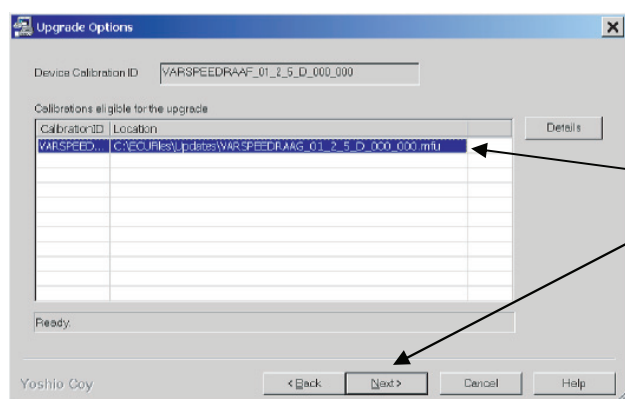 Upgrade Options
Device Calibration ID VARSPEEDRAAF_01_2_5_D_000_000
Calibrations eligible for the upgrade
CalibrationID Location
VARSPEED... C:\ECUFiles\Updates\VARSPEEDRAAG_01_2_5_D_000_000.mfu
Details
Ready.
Yoshio Coy
< Back Next > Cancel Help